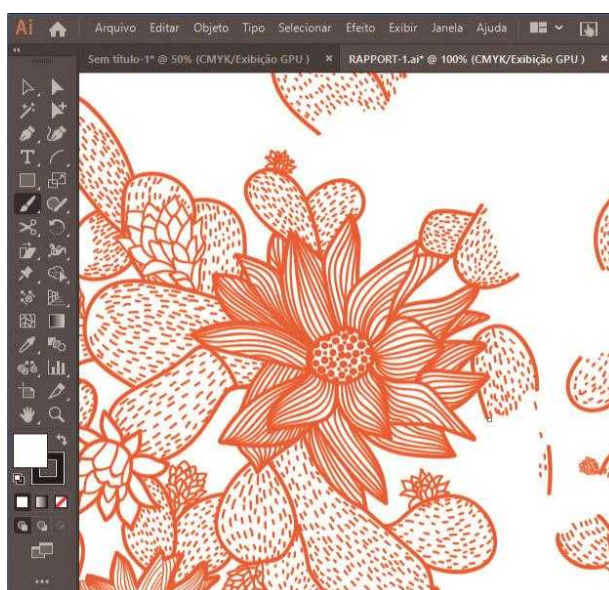 Ai Arquivo Editar Objeto Tipo Selecionar Efeito Exibir Janela Ajuda
Sem título-1* @ 50% (CMYK/Exibição GPU ) × RAPPORT-1.ai* @ 100% (CMYK/Exibição GPU ) ×